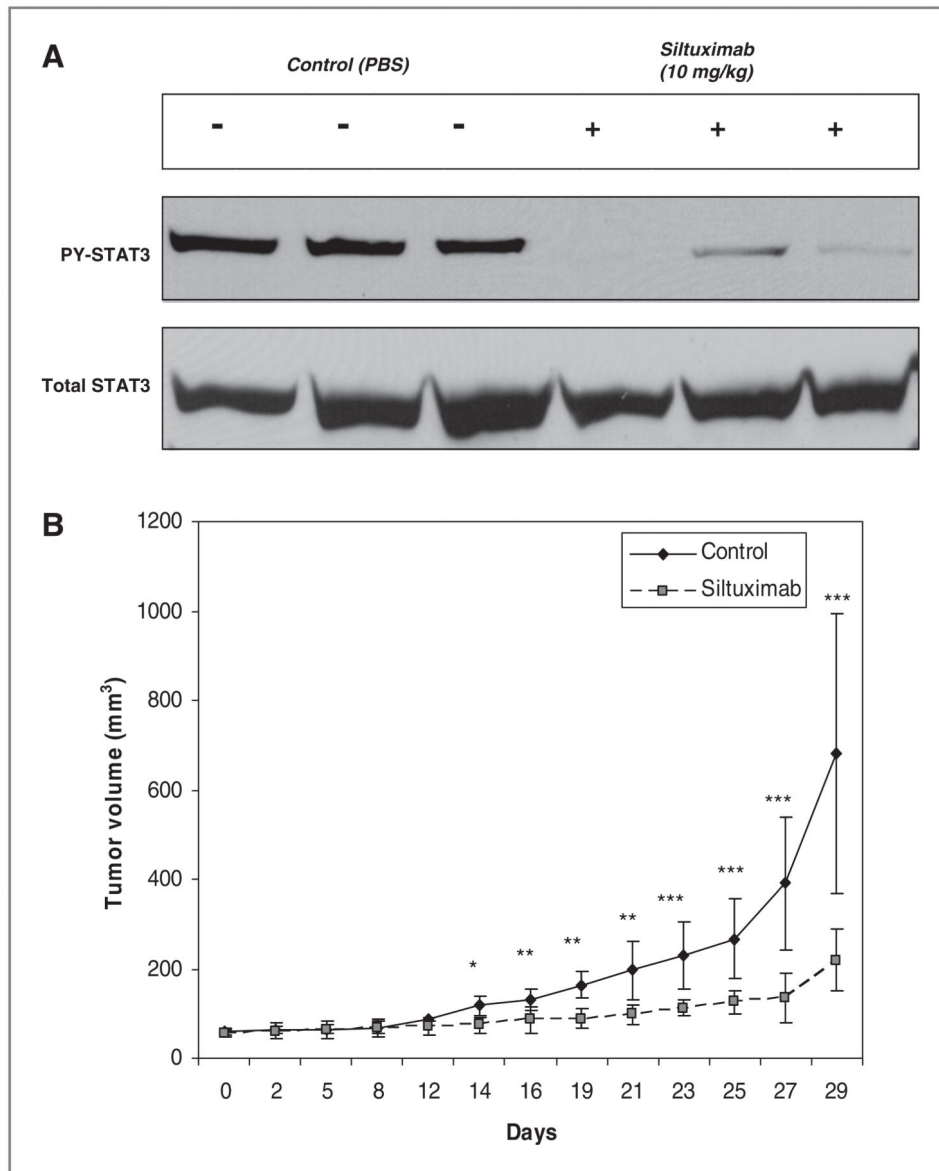 A
Control (PBS)
Siltuximab
(10 mg/kg)
- - - + + +
PY-STAT3
Total STAT3
B
1200
1000
800
600
400
200
0
Tumor volume (mm³)
Control
Siltuximab
* ** ** ** *** *** *** ***
0 2 5 8 12 14 16 19 21 23 25 27 29
Days